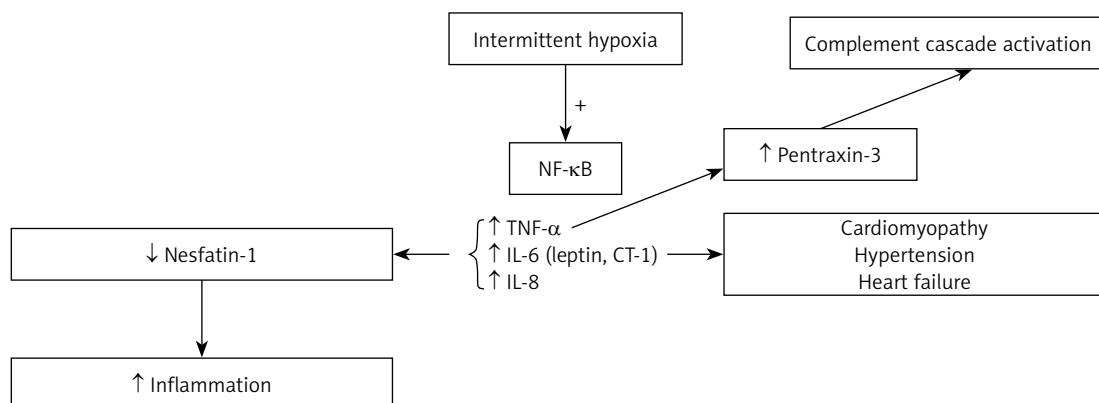 Intermittent hypoxia
Complement cascade activation
+
NF-κB
↑ Pentraxin-3
↑ TNF-α
↑ IL-6 (leptin, CT-1)
↑ IL-8
↓ Nesfatin-1
Cardiomyopathy
Hypertension
Heart failure
↑ Inflammation